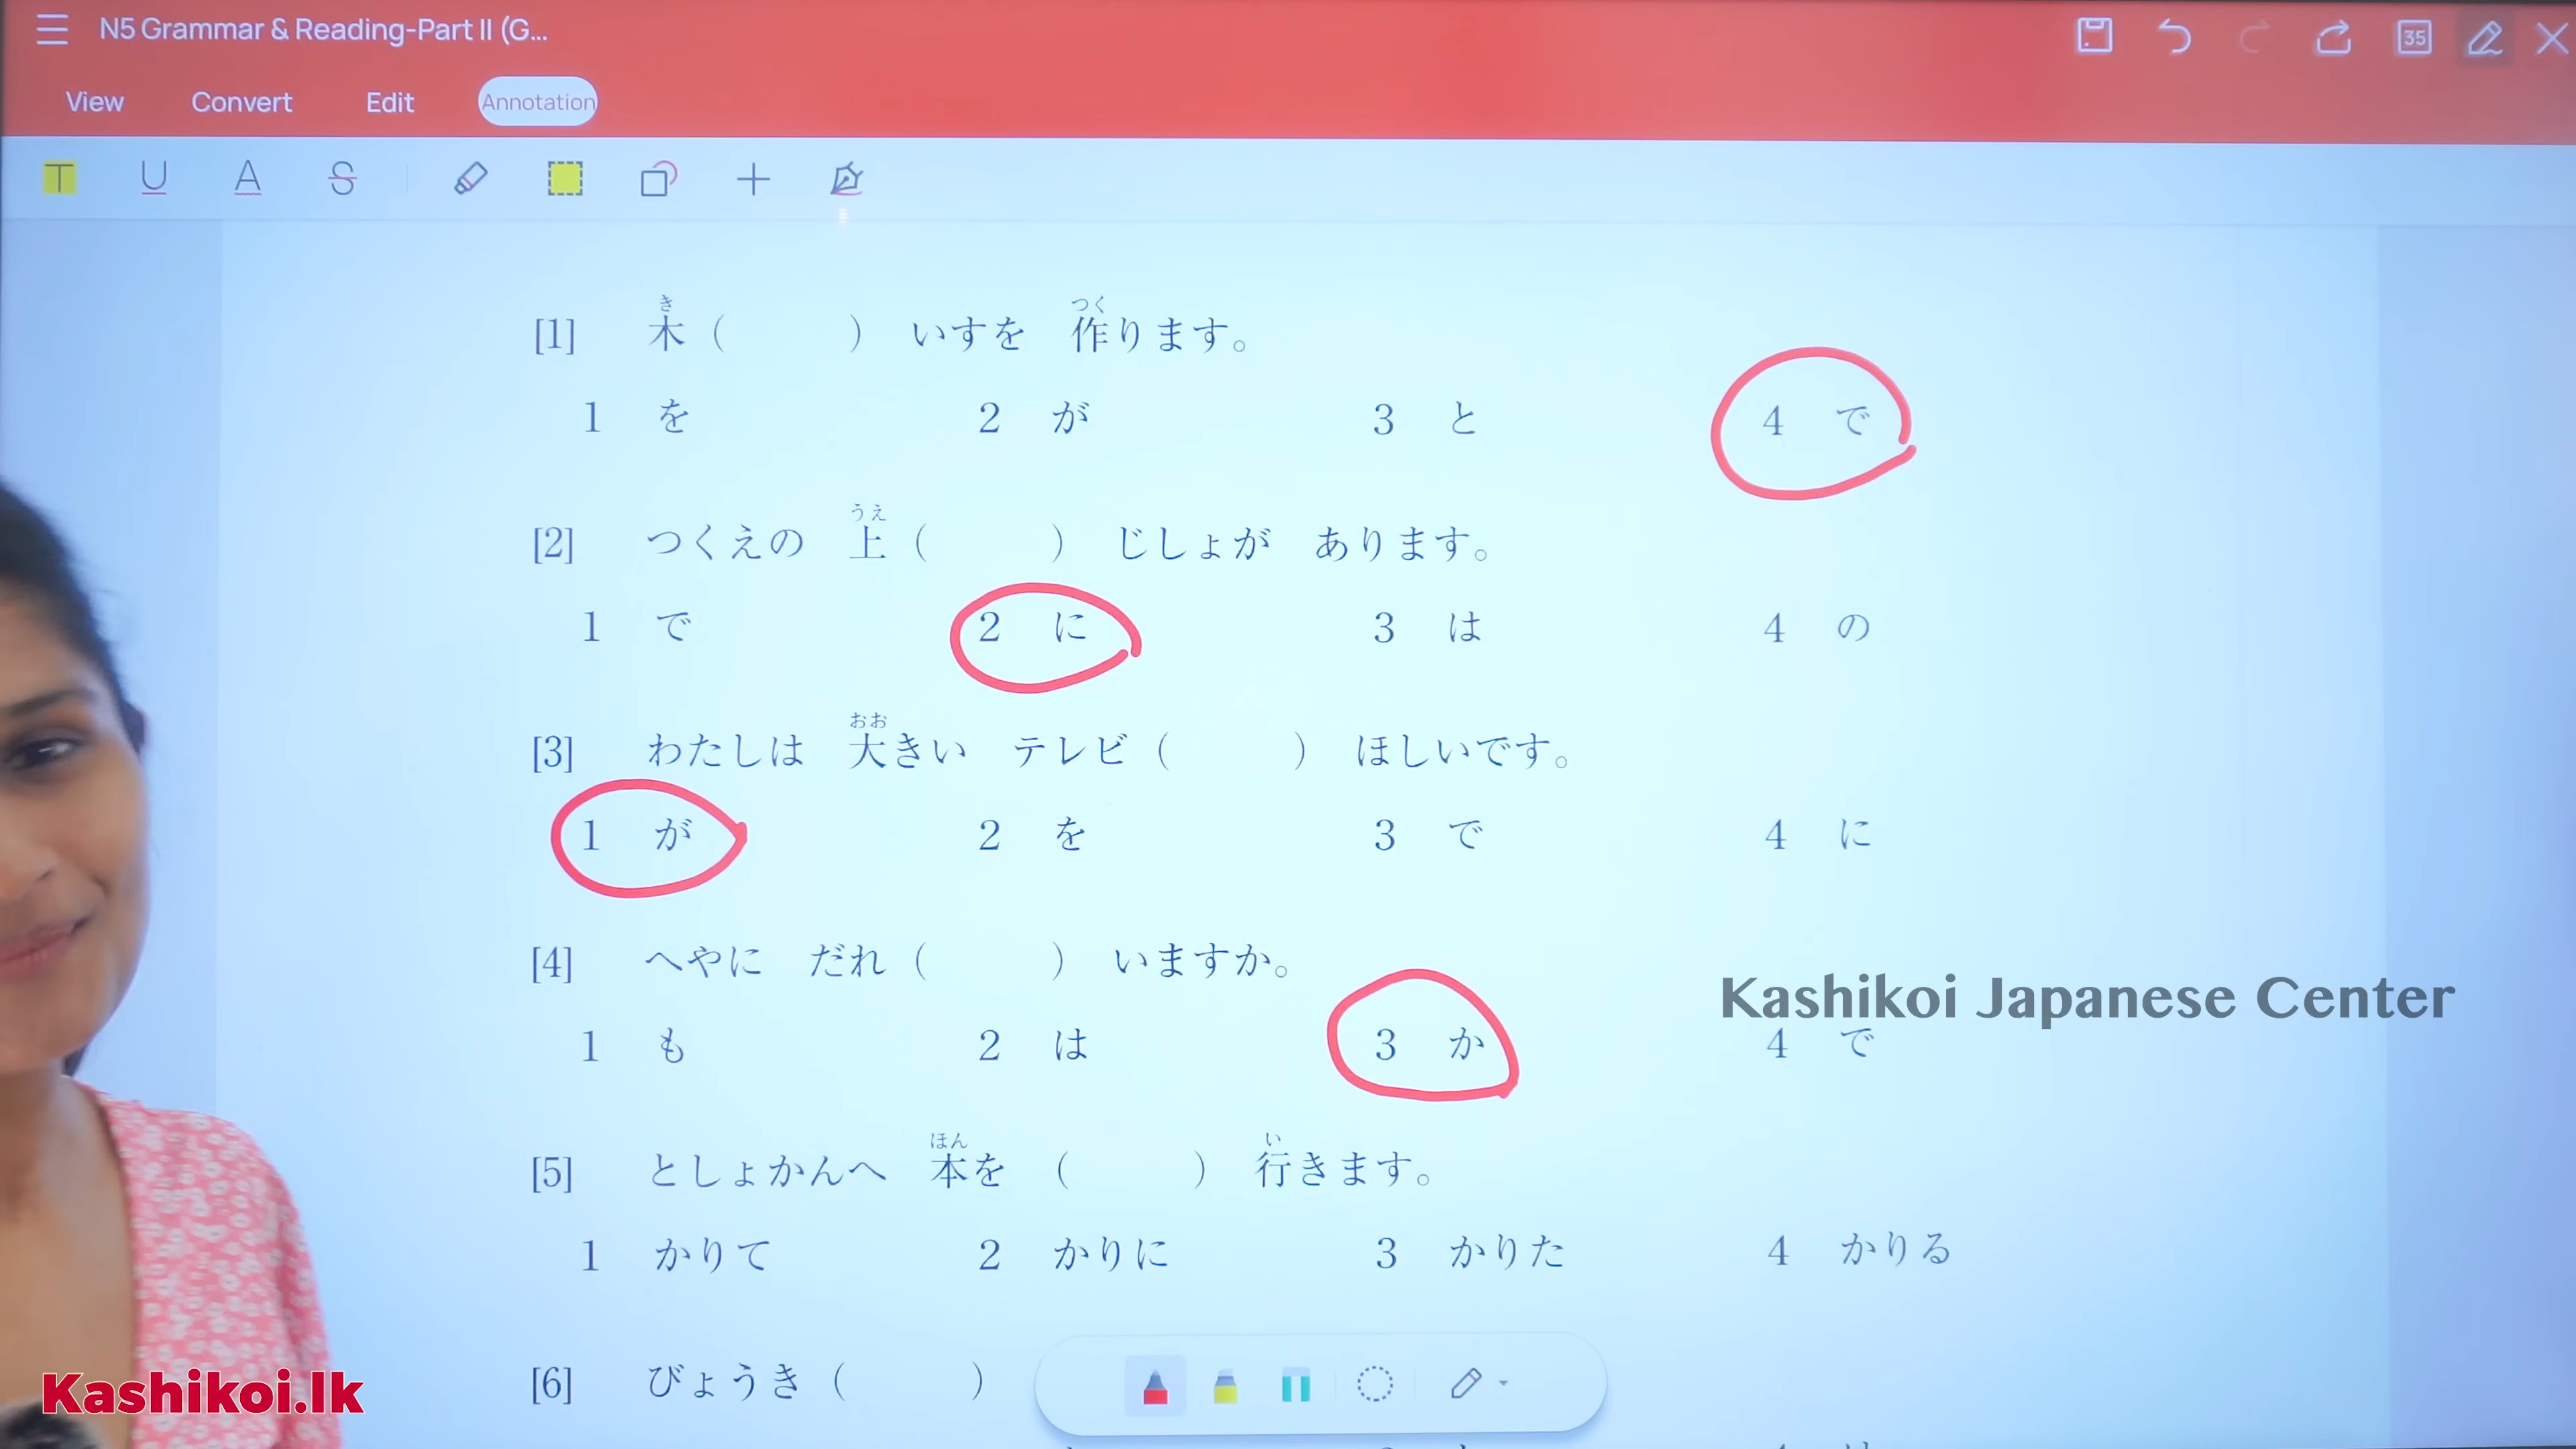 N5 Grammar & Reading-Part II (G...
35
View Convert Edit Annotation
T U A S
[1] 木（ ） いすを 作ります。
き つく
1 を 2 が 3 と 4 で
[2] つくえの 上（ ） じしょが あります。
うえ
1 で 2 に 3 は 4 の
[3] わたしは 大きい テレビ（ ） ほしいです。
おお
1 が 2 を 3 で 4 に
[4] へやに だれ（ ） いますか。
1 も 2 は 3 か 4 で
Kashikoi Japanese Center
[5] としょかんへ 本を （ ） 行きます。
ほん い
1 かりて 2 かりに 3 かりた 4 かりる
[6] びょうき（ ）
Kashikoi.lk